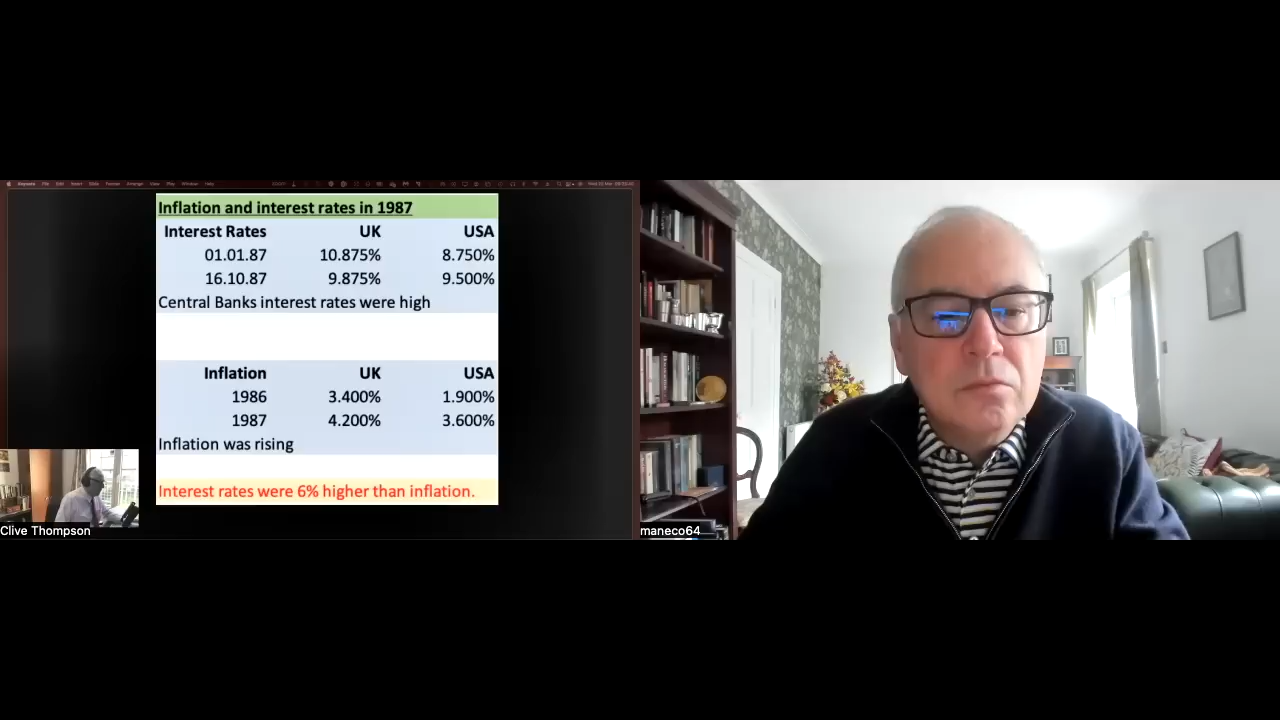 Inflation and interest rates in 1987
Interest Rates UK USA
01.01.87 10.875% 8.750%
16.10.87 9.875% 9.500%
Central Banks interest rates were high
Inflation UK USA
1986 3.400% 1.900%
1987 4.200% 3.600%
Inflation was rising
Interest rates were 6% higher than inflation.
Clive Thompson
maneco64